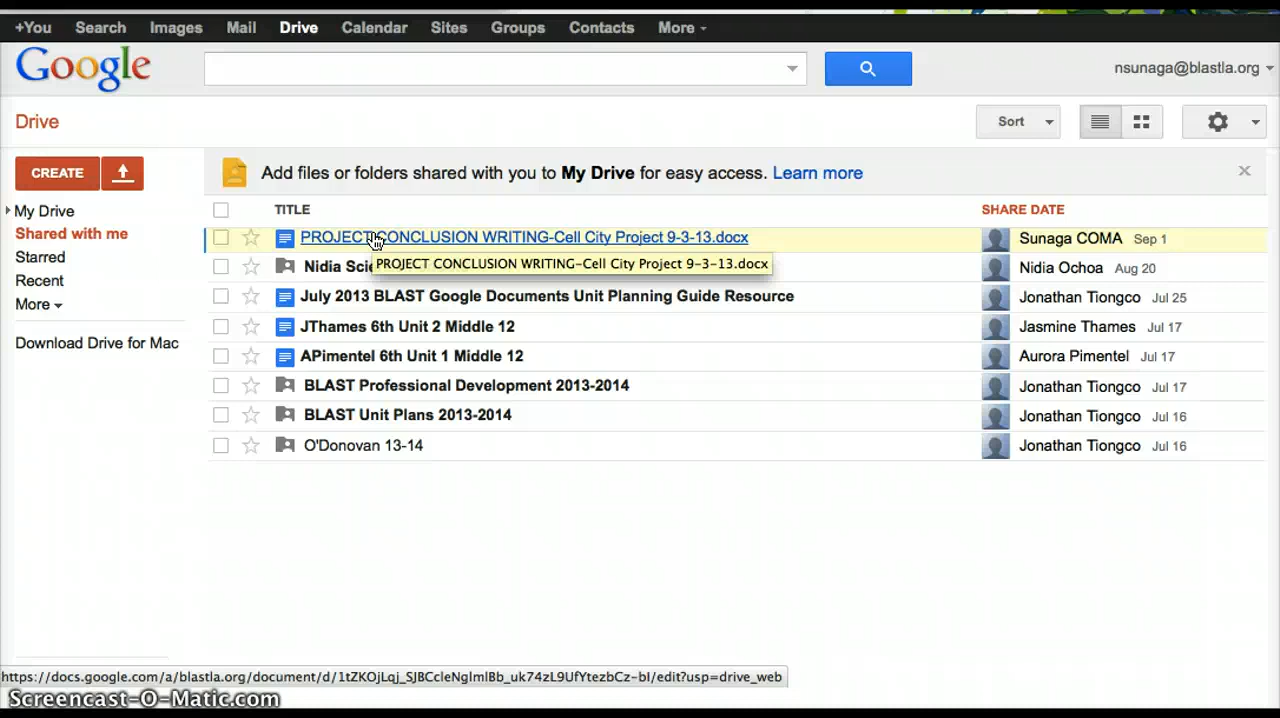 +You Search Images Mail Drive Calendar Sites Groups Contacts More
Google
nsunaga@blastla.org
Drive
Sort
CREATE
Add files or folders shared with you to My Drive for easy access. Learn more
My Drive
Shared with me
Starred
Recent
More
Download Drive for Mac
TITLE SHARE DATE
PROJECT CONCLUSION WRITING-Cell City Project 9-3-13.docx Sunaga COMA Sep 1
PROJECT CONCLUSION WRITING-Cell City Project 9-3-13.docx
Nidia Sci Nidia Ochoa Aug 20
July 2013 BLAST Google Documents Unit Planning Guide Resource Jonathan Tiongco Jul 25
JThames 6th Unit 2 Middle 12 Jasmine Thames Jul 17
APimentel 6th Unit 1 Middle 12 Aurora Pimentel Jul 17
BLAST Professional Development 2013-2014 Jonathan Tiongco Jul 17
BLAST Unit Plans 2013-2014 Jonathan Tiongco Jul 16
O'Donovan 13-14 Jonathan Tiongco Jul 16
Screencast-O-Matic.com